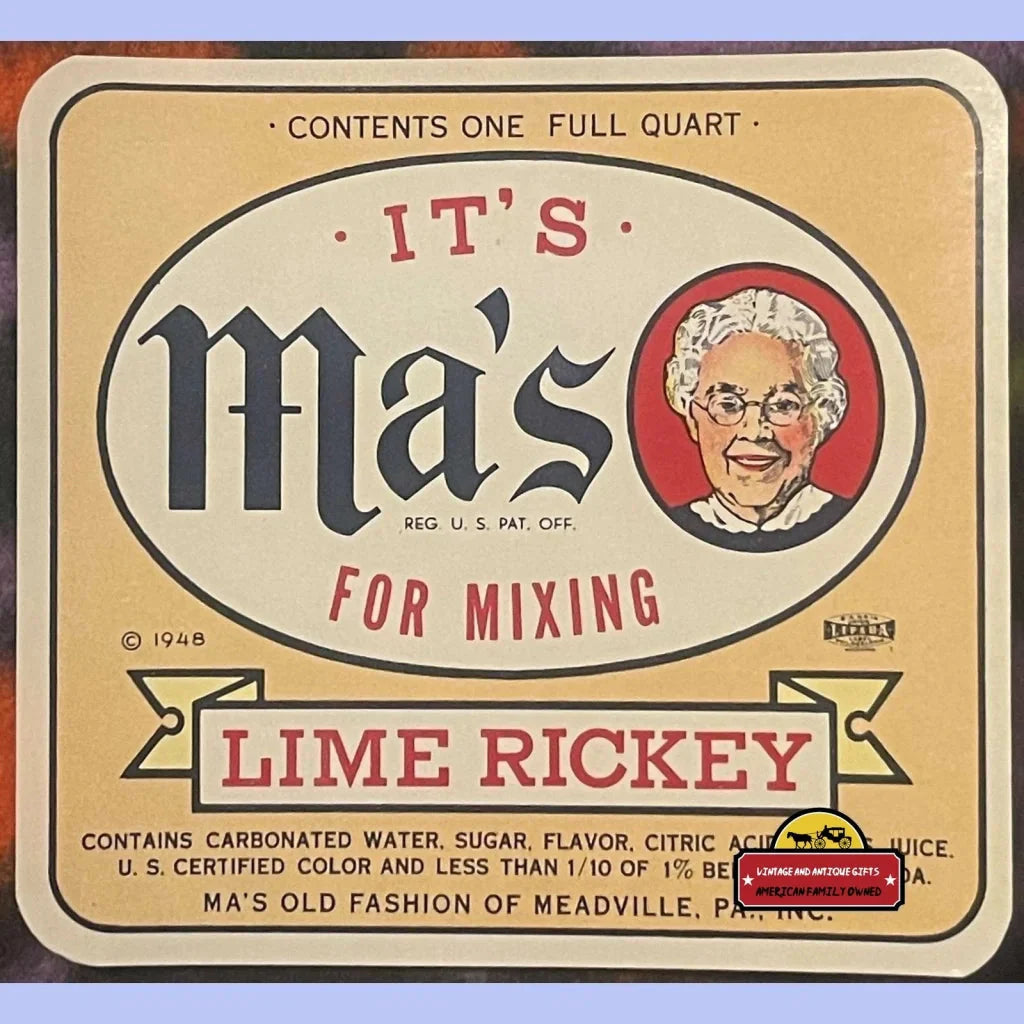 · CONTENTS ONE FULL QUART ·
· IT'S ·
Ma's
REG. U. S. PAT. OFF.
FOR MIXING
© 1948
LIME RICKEY
CONTAINS CARBONATED WATER, SUGAR, FLAVOR, CITRIC JUICE.
U. S. CERTIFIED COLOR AND LESS THAN 1/10 OF 1%
MA'S OLD FASHION OF MEADVILLE, PA., INC.
VINTAGE AND ANTIQUE GIFTS
AMERICAN FAMILY OWNED